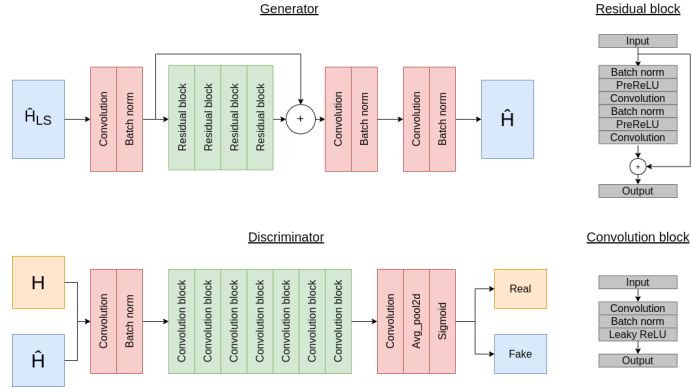 Generator
Residual block
Ĥ_LS
Convolution
Batch norm
Residual block
Residual block
Residual block
Residual block
+
Convolution
Batch norm
Convolution
Batch norm
Ĥ
Input
Batch norm
PreReLU
Convolution
Batch norm
PreReLU
Convolution
+
Output
Discriminator
Convolution block
H
Ĥ
Convolution
Batch norm
Convolution block
Convolution block
Convolution block
Convolution block
Convolution block
Convolution block
Convolution block
Convolution
Avg_pool2d
Sigmoid
Real
Fake
Input
Convolution
Batch norm
Leaky ReLU
Output